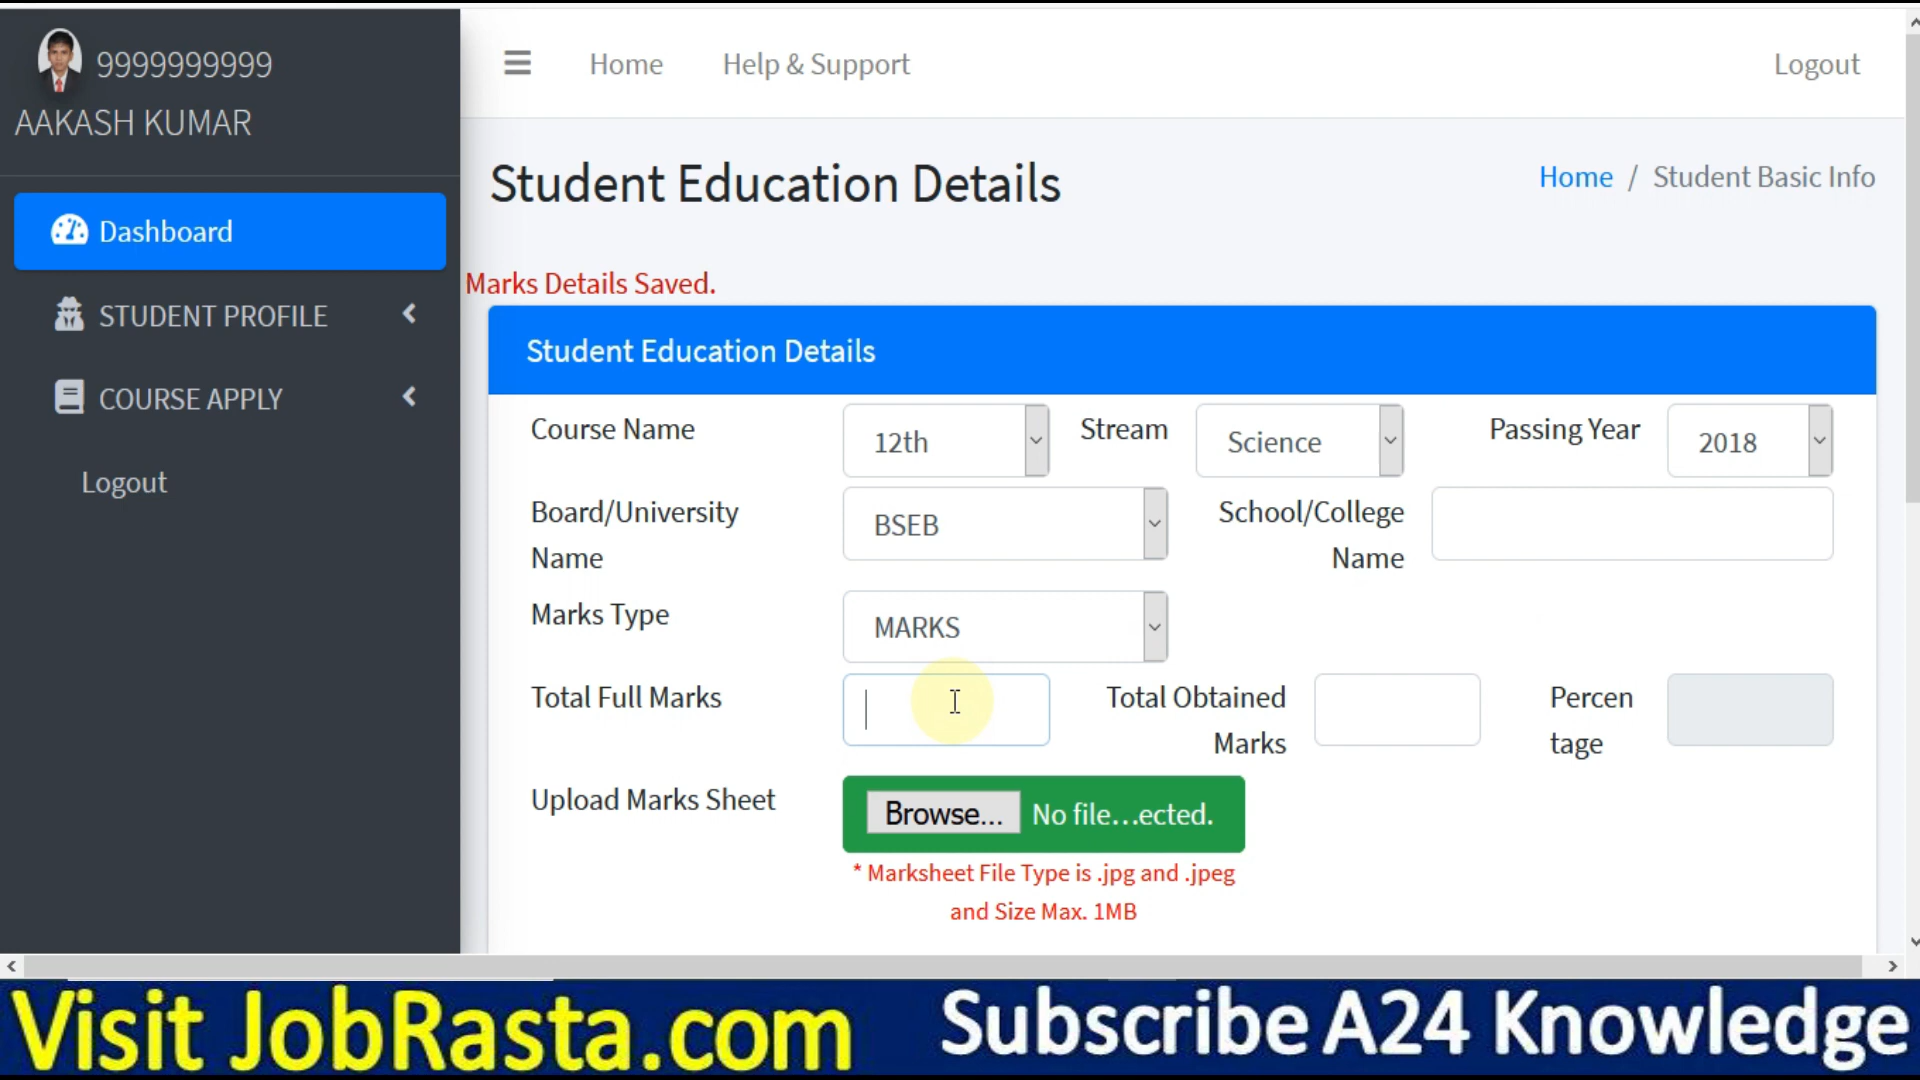 9999999999
AAKASH KUMAR
Dashboard
STUDENT PROFILE
COURSE APPLY
Logout
Home
Help & Support
Logout
Student Education Details
Home / Student Basic Info
Marks Details Saved.
Student Education Details
Course Name
12th
Stream
Science
Passing Year
2018
Board/University
Name
BSEB
School/College
Name
Marks Type
MARKS
Total Full Marks
Total Obtained
Marks
Percen
tage
Upload Marks Sheet
Browse... No file...ected.
* Marksheet File Type is .jpg and .jpeg
and Size Max. 1MB
Visit JobRasta.com
Subscribe A24 Knowledge